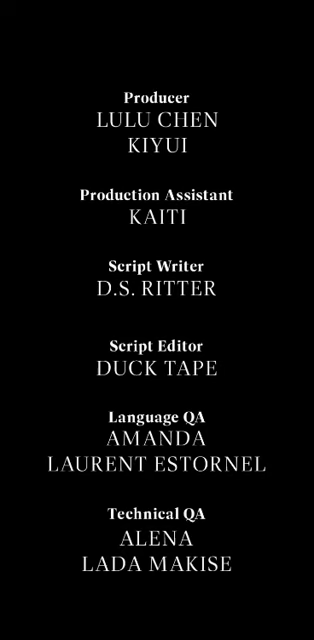 Producer
LULU CHEN
KIYUI
Production Assistant
KAITI
Script Writer
D.S. RITTER
Script Editor
DUCK TAPE
Language QA
AMANDA
LAURENT ESTORNEL
Technical QA
ALENA
LADA MAKISE